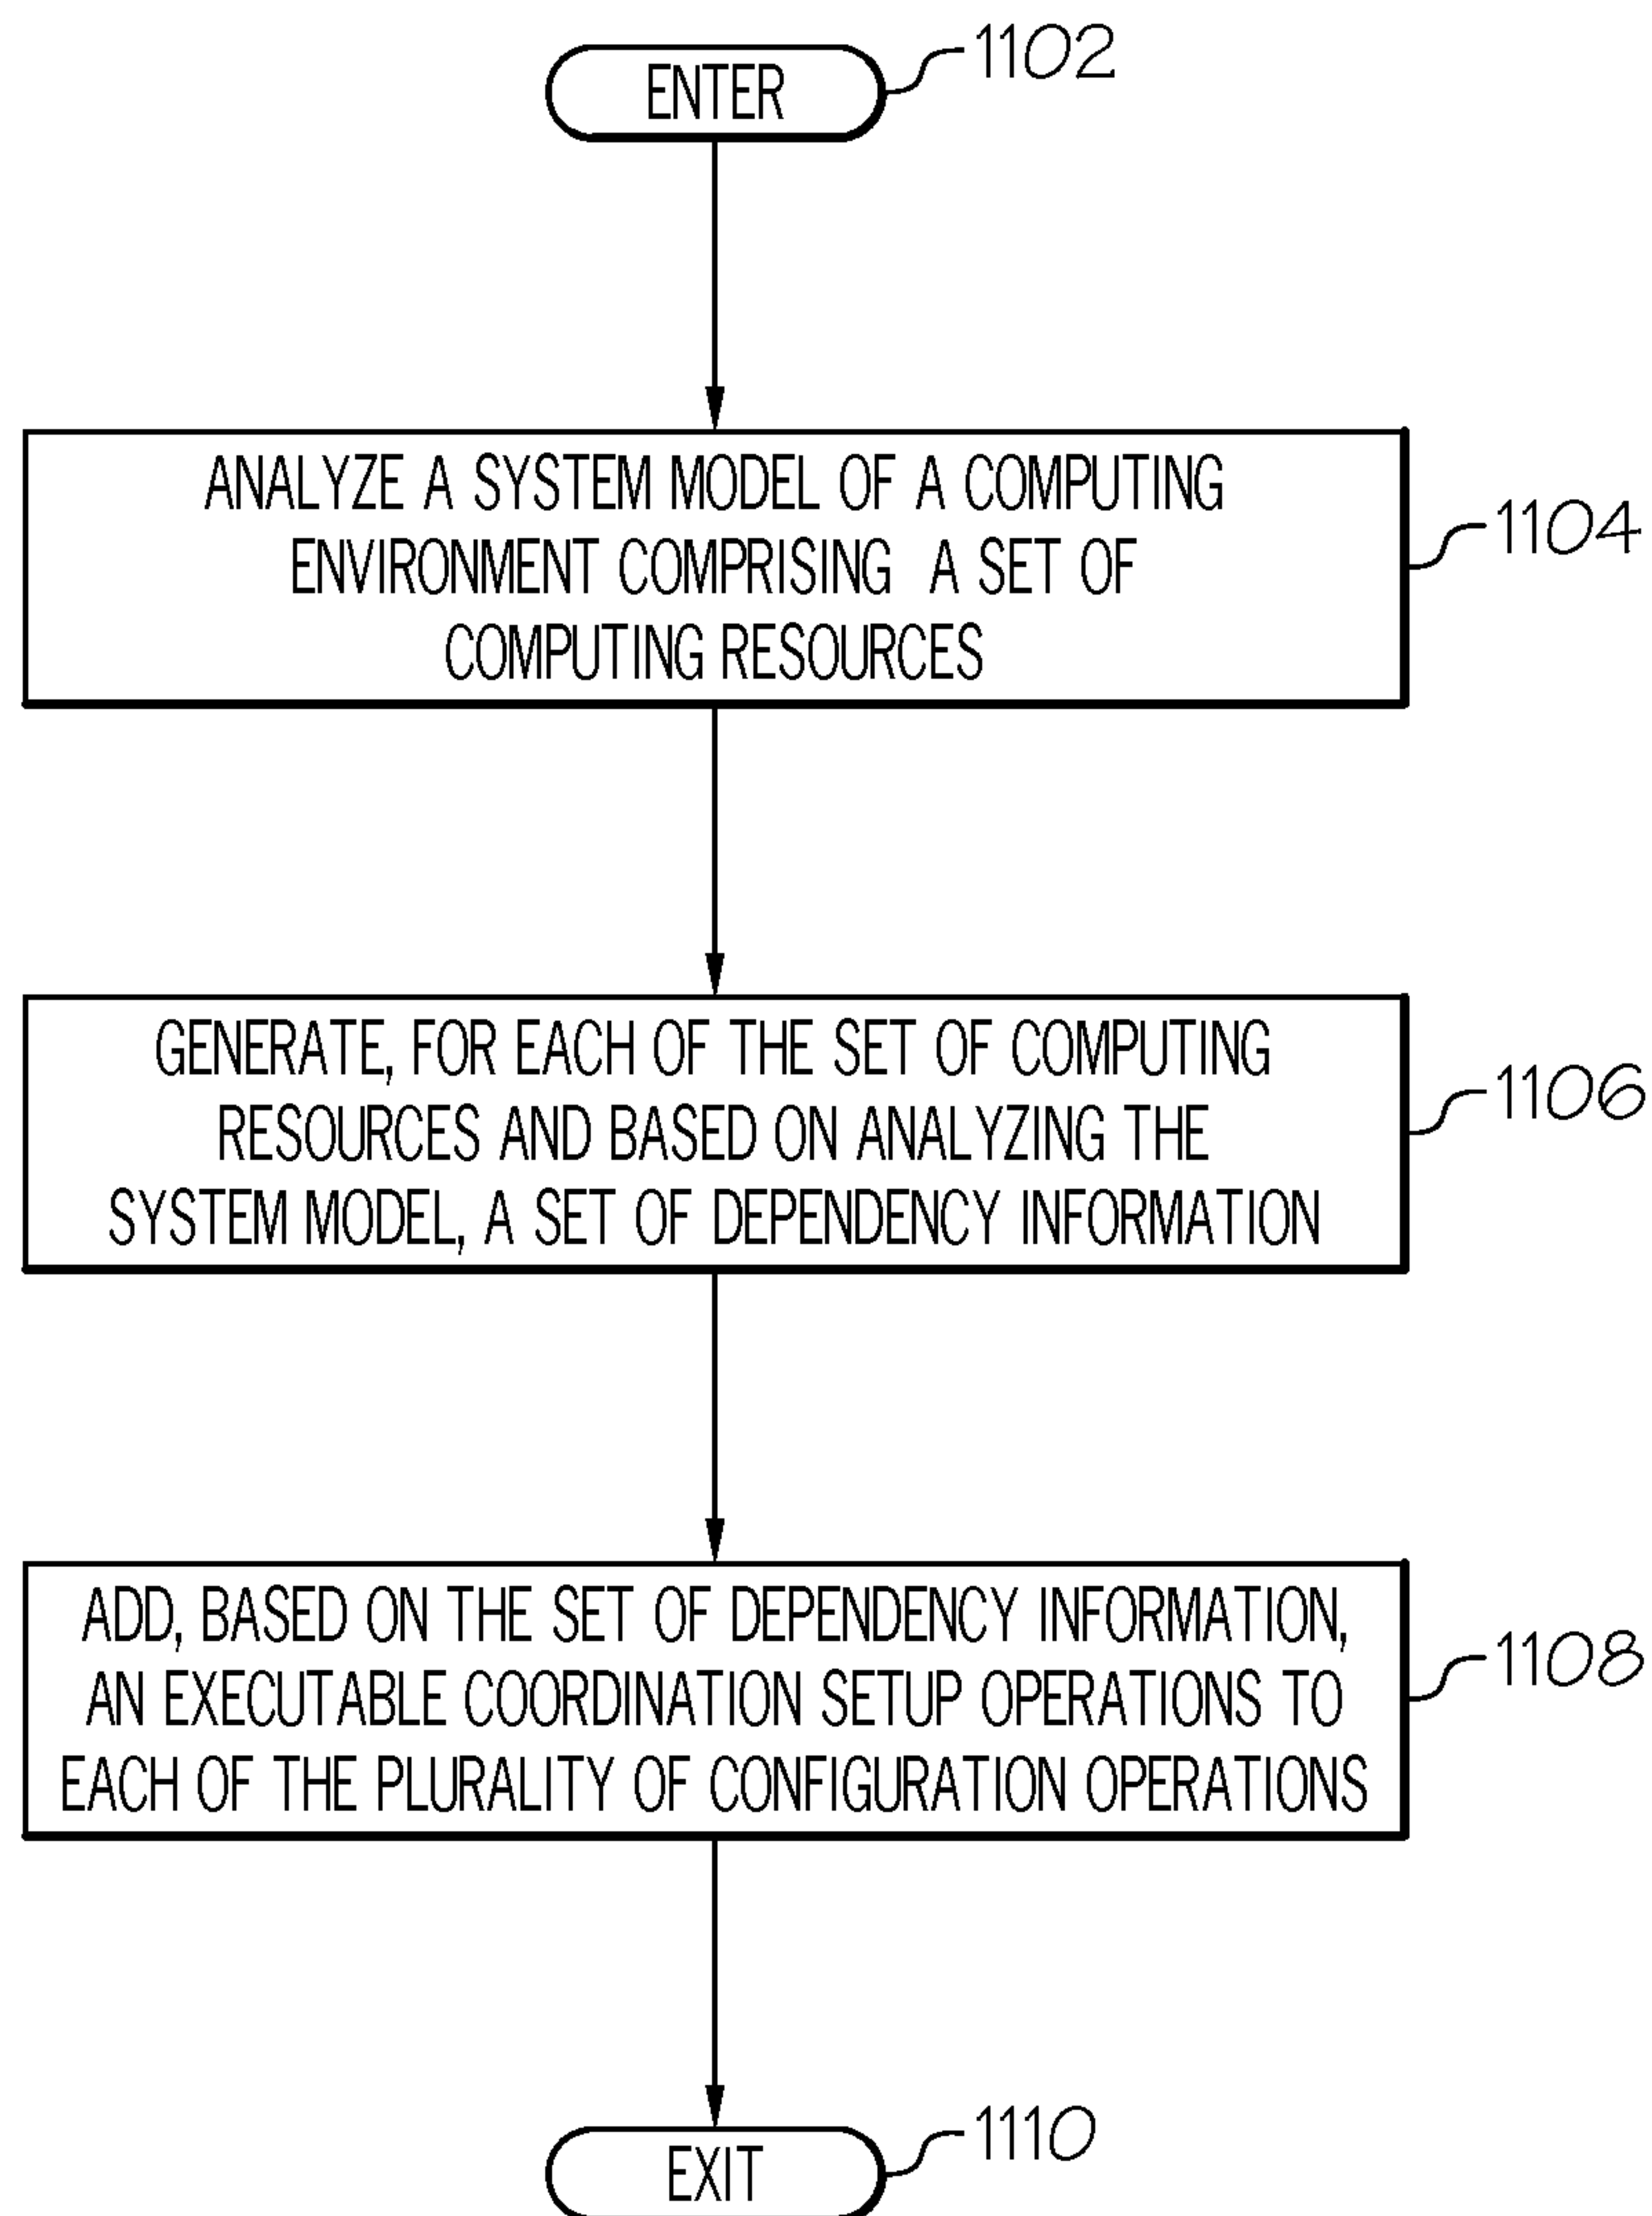 ENTER
1102
ANALYZE A SYSTEM MODEL OF A COMPUTING
ENVIRONMENT COMPRISING A SET OF
COMPUTING RESOURCES
1104
GENERATE, FOR EACH OF THE SET OF COMPUTING
RESOURCES AND BASED ON ANALYZING THE
SYSTEM MODEL, A SET OF DEPENDENCY INFORMATION
1106
ADD, BASED ON THE SET OF DEPENDENCY INFORMATION,
AN EXECUTABLE COORDINATION SETUP OPERATIONS TO
EACH OF THE PLURALITY OF CONFIGURATION OPERATIONS
1108
EXIT
1110